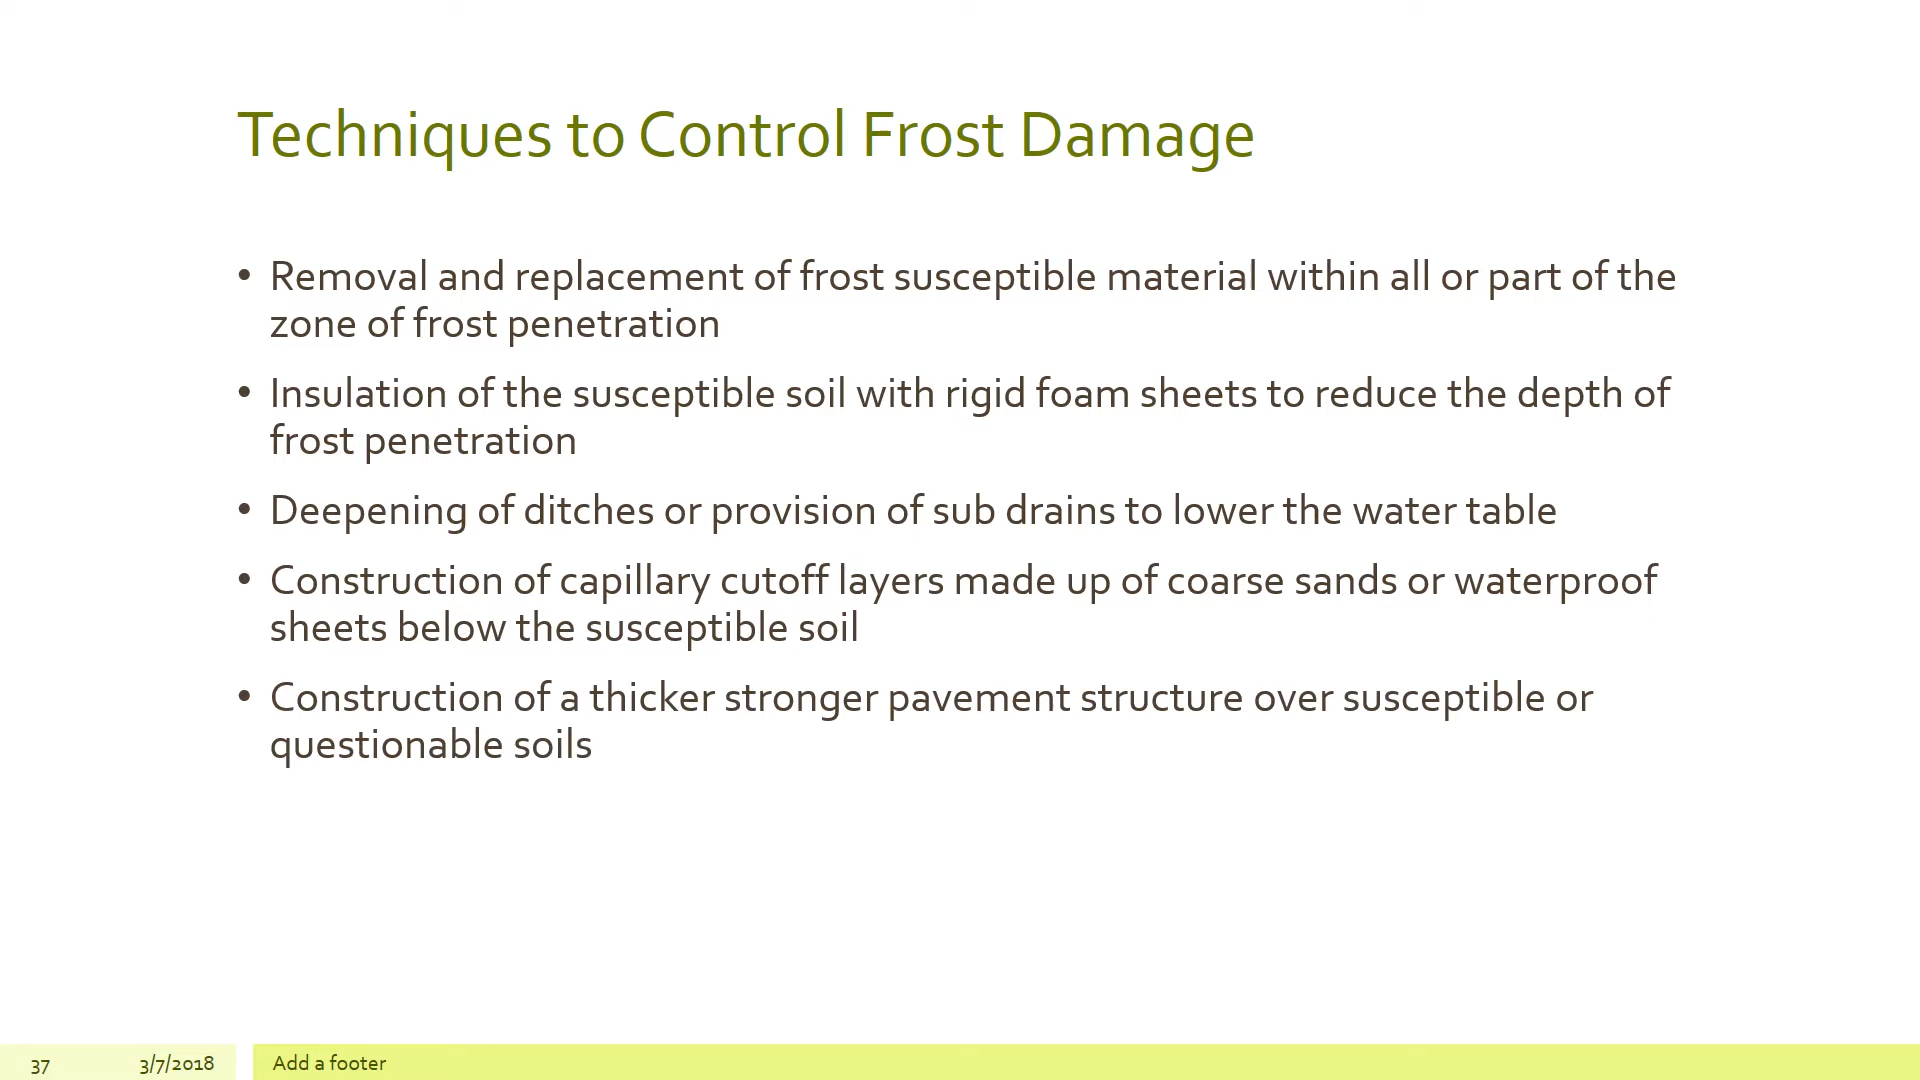 Techniques to Control Frost Damage
• Removal and replacement of frost susceptible material within all or part of the
zone of frost penetration
• Insulation of the susceptible soil with rigid foam sheets to reduce the depth of
frost penetration
• Deepening of ditches or provision of sub drains to lower the water table
• Construction of capillary cutoff layers made up of coarse sands or waterproof
sheets below the susceptible soil
• Construction of a thicker stronger pavement structure over susceptible or
questionable soils
37 3/7/2018 Add a footer